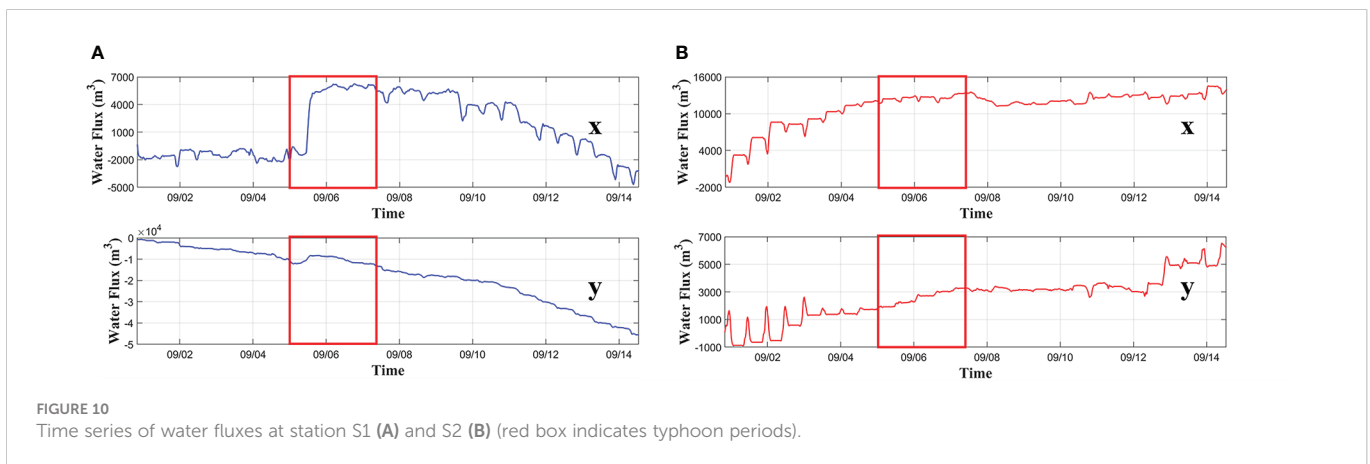 A
Water Flux (m³)
7000
4000
1000
-2000
-5000
x
09/02 09/04 09/06 09/08 09/10 09/12 09/14
Time
×10⁴
Water Flux (m³)
0
-1
-2
-3
-4
-5
y
09/02 09/04 09/06 09/08 09/10 09/12 09/14
Time
B
Water Flux (m³)
16000
10000
4000
-2000
x
09/02 09/04 09/06 09/08 09/10 09/12 09/14
Time
Water Flux (m³)
7000
5000
3000
1000
-1000
y
09/02 09/04 09/06 09/08 09/10 09/12 09/14
Time
FIGURE 10
Time series of water fluxes at station S1 (A) and S2 (B) (red box indicates typhoon periods).